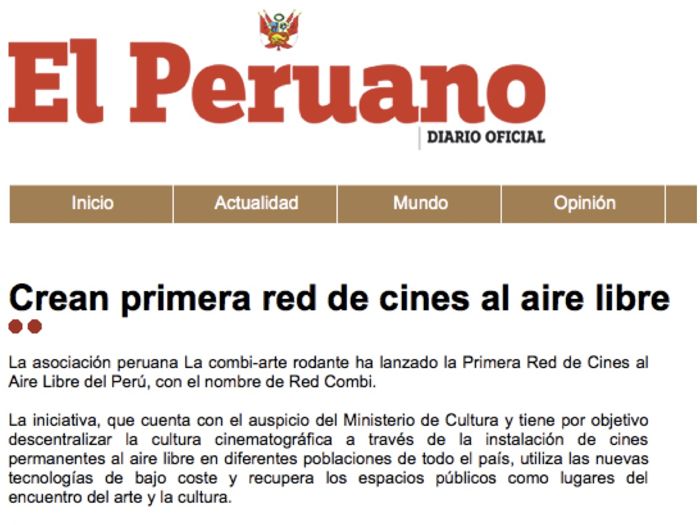 El Peruano
DIARIO OFICIAL
Inicio Actualidad Mundo Opinión
Crean primera red de cines al aire libre
La asociación peruana La combi-arte rodante ha lanzado la Primera Red de Cines al
Aire Libre del Perú, con el nombre de Red Combi.
La iniciativa, que cuenta con el auspicio del Ministerio de Cultura y tiene por objetivo
descentralizar la cultura cinematográfica a través de la instalación de cines
permanentes al aire libre en diferentes poblaciones de todo el país, utiliza las nuevas
tecnologías de bajo coste y recupera los espacios públicos como lugares del
encuentro del arte y la cultura.